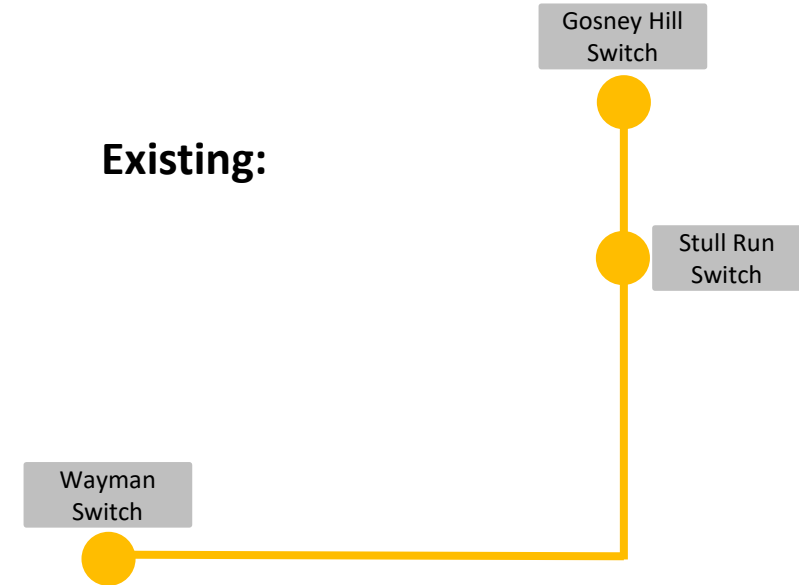 Gosney Hill
Switch
Existing:
Stull Run
Switch
Wayman
Switch